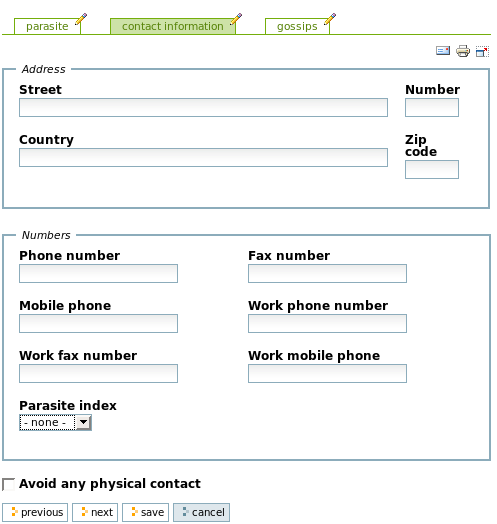 parasite contact information gossips
Address
Street Number
Country Zip
code
Numbers
Phone number Fax number
Mobile phone Work phone number
Work fax number Work mobile phone
Parasite index
- none -
Avoid any physical contact
previous next save cancel